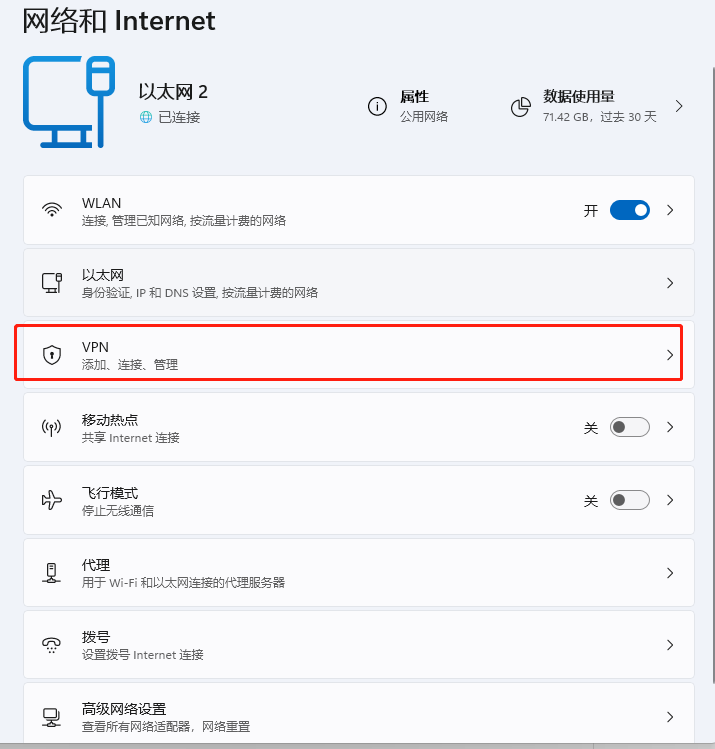 网络和 Internet
以太网 2
已连接
属性
公用网络
数据使用量
71.42 GB，过去 30 天
WLAN
连接, 管理已知网络, 按流量计费的网络
开
以太网
身份验证, IP 和 DNS 设置, 按流量计费的网络
VPN
添加、连接、管理
移动热点
共享 Internet 连接
关
飞行模式
停止无线通信
关
代理
用于 Wi-Fi 和以太网连接的代理服务器
拨号
设置拨号 Internet 连接
高级网络设置
查看所有网络适配器，网络重置